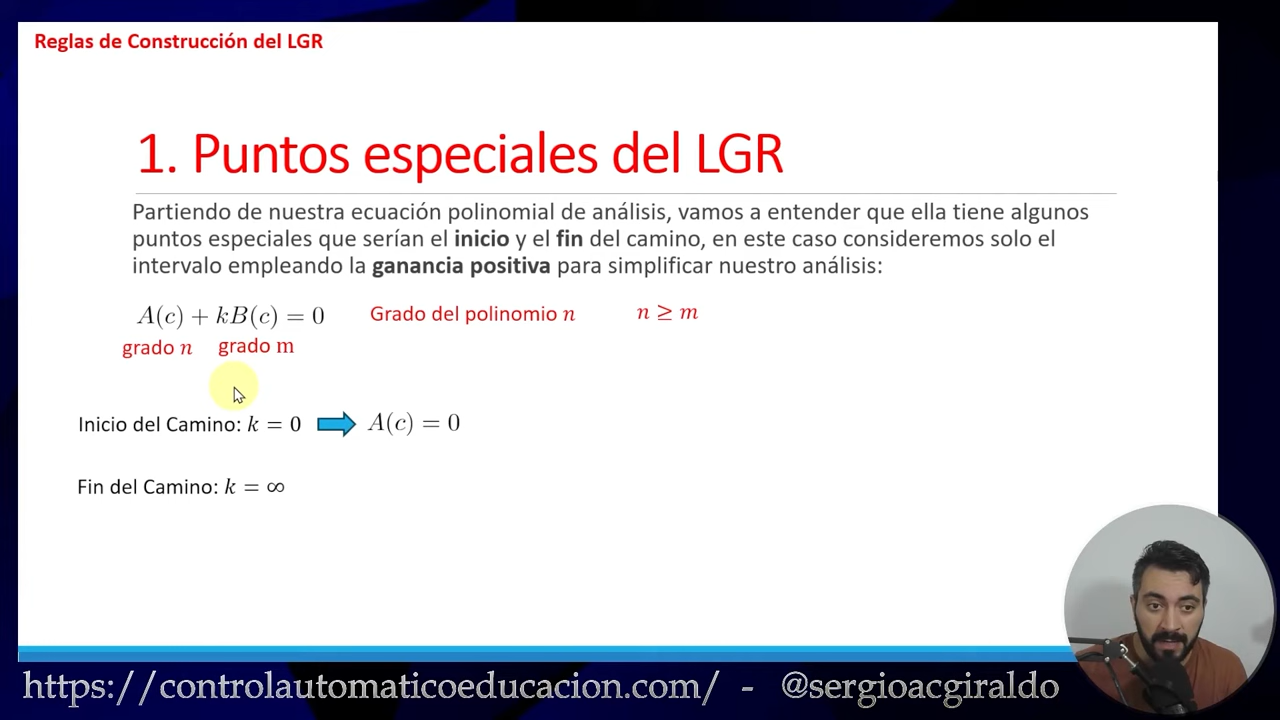 Reglas de Construcción del LGR
1. Puntos especiales del LGR
Partiendo de nuestra ecuación polinomial de análisis, vamos a entender que ella tiene algunos
puntos especiales que serían el inicio y el fin del camino, en este caso consideremos solo el
intervalo empleando la ganancia positiva para simplificar nuestro análisis:
A(c) + kB(c) = 0 Grado del polinomio n n ≥ m
grado n grado m
Inicio del Camino: k = 0 A(c) = 0
Fin del Camino: k = ∞
https://controlautomaticoeducacion.com/ - @sergioacgiraldo